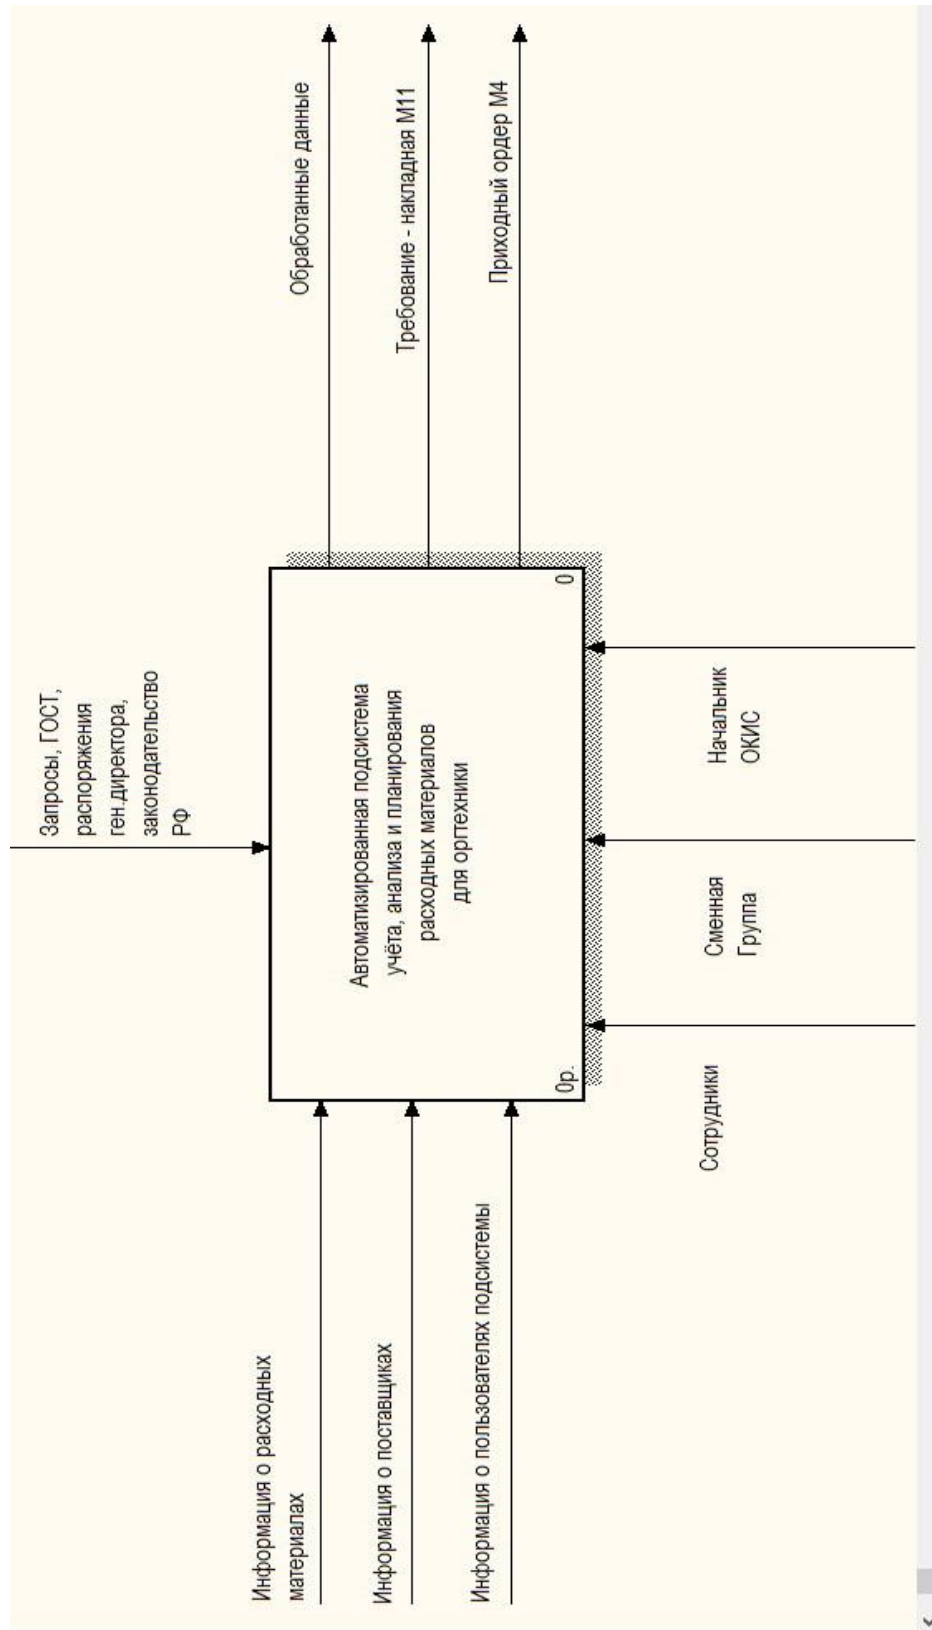 Запросы, ГОСТ,
распоряжения
ген.директора,
законодательство
РФ
Информация о расходных
материалах
Информация о поставщиках
Информация о пользователях подсистемы
Автоматизированная подсистема
учёта, анализа и планирования
расходных материалов
для оргтехники
0р.
0
Обработанные данные
Требование - накладная М11
Приходный ордер М4
Сотрудники
Сменная
Группа
Начальник
ОКИС